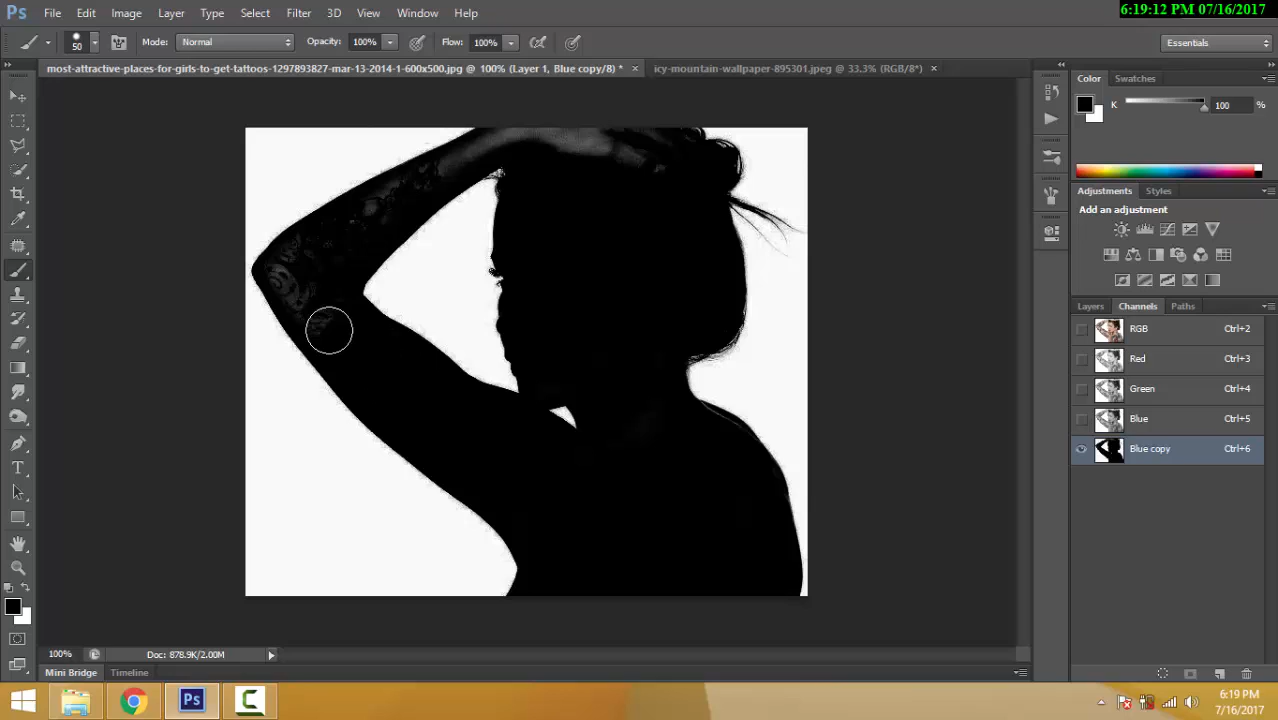 6:19:12 PM 07/16/2017
Ps File Edit Image Layer Type Select Filter 3D View Window Help
50 Mode: Normal Opacity: 100% Flow: 100% Essentials
most-attractive-places-for-girls-to-get-tattoos-1297893827-mar-13-2014-1-600x500.jpg @ 100% (Layer 1, Blue copy/8) * × icy-mountain-wallpaper-895301.jpeg @ 33.3% (RGB/8*) ×
Color Swatches
K 100 %
Adjustments Styles
Add an adjustment
Layers Channels Paths
RGB Ctrl+2
Red Ctrl+3
Green Ctrl+4
Blue Ctrl+5
Blue copy Ctrl+6
T
100% Doc: 878.9K/2.00M
Mini Bridge Timeline
Ps C 6:19 PM
7/16/2017